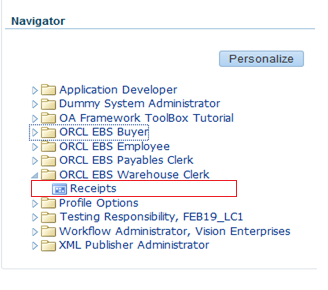 Navigator
Personalize
Application Developer
Dummy System Administrator
OA Framework ToolBox Tutorial
ORCL EBS Buyer
ORCL EBS Employee
ORCL EBS Payables Clerk
ORCL EBS Warehouse Clerk
Receipts
Profile Options
Testing Responsibility, FEB19_LC1
Workflow Administrator, Vision Enterprises
XML Publisher Administrator